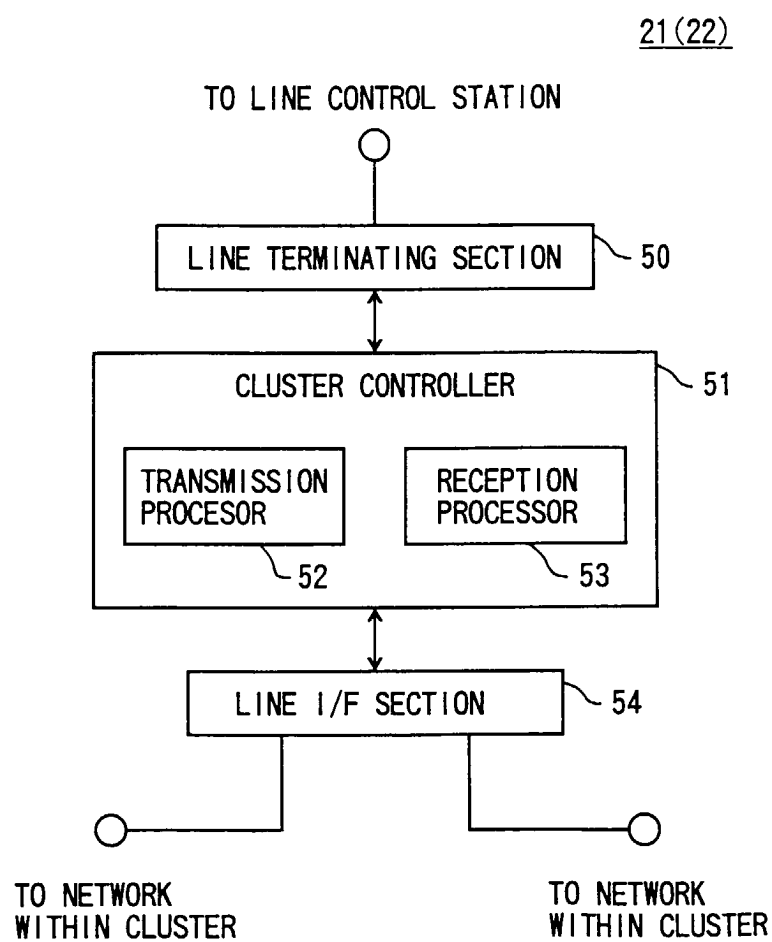 21(22)
TO LINE CONTROL STATION
LINE TERMINATING SECTION
50
CLUSTER CONTROLLER
51
TRANSMISSION
PROCESOR
52
RECEPTION
PROCESSOR
53
LINE I/F SECTION
54
TO NETWORK
WITHIN CLUSTER
TO NETWORK
WITHIN CLUSTER